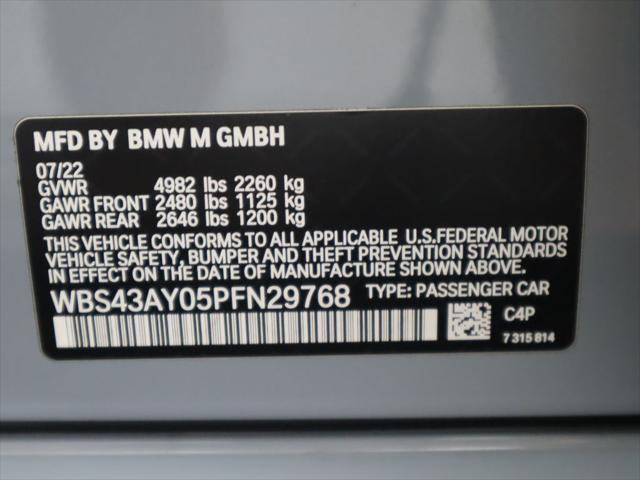 MFD BY BMW M GMBH
07/22
GVWR 4982 lbs 2260 kg
GAWR FRONT 2480 lbs 1125 kg
GAWR REAR 2646 lbs 1200 kg
THIS VEHICLE CONFORMS TO ALL APPLICABLE U.S.FEDERAL MOTOR
VEHICLE SAFETY, BUMPER AND THEFT PREVENTION STANDARDS
IN EFFECT ON THE DATE OF MANUFACTURE SHOWN ABOVE.
WBS43AY05PFN29768 TYPE: PASSENGER CAR
C4P
7 315 814